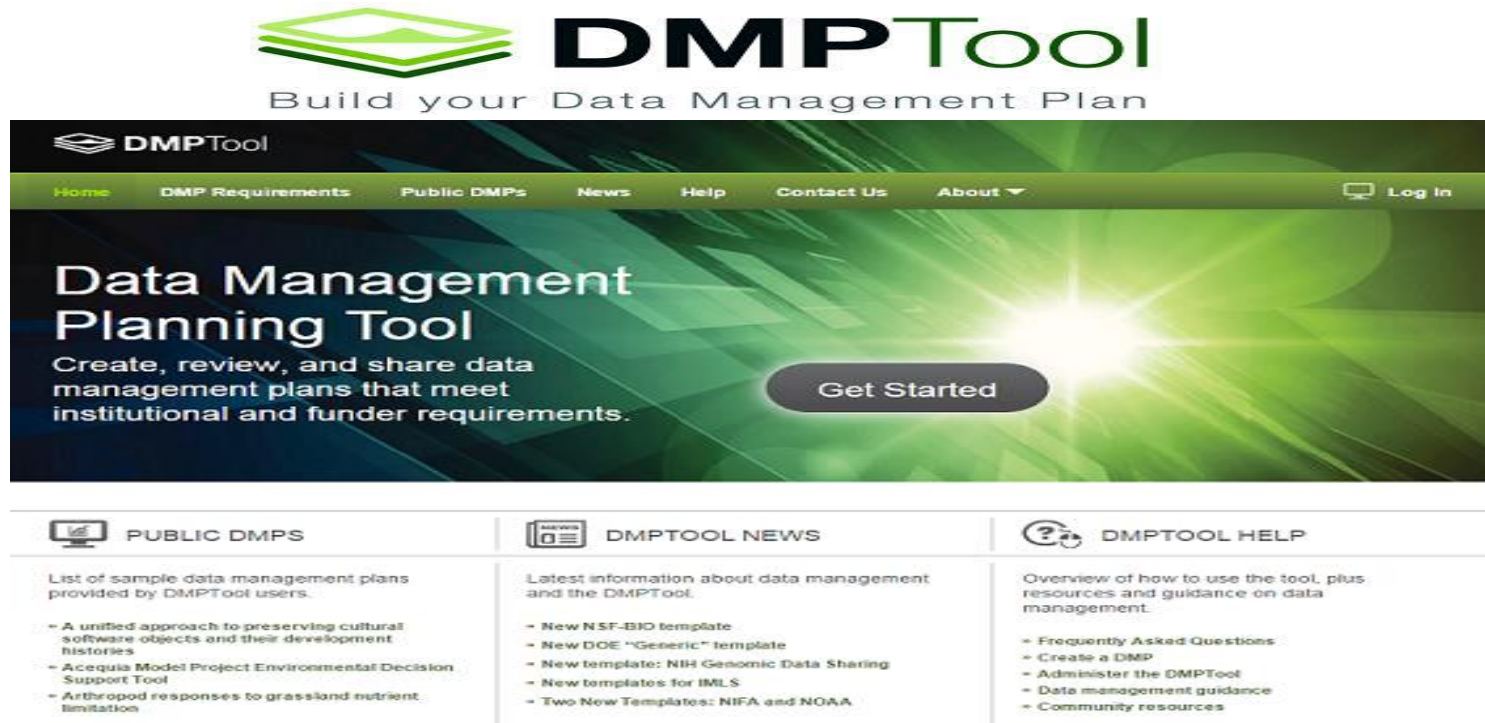 DMPTool
Build your Data Management Plan
DMPTool
Home DMP Requirements Public DMPs News Help Contact Us About Log In
Data Management
Planning Tool
Create, review, and share data
management plans that meet
institutional and funder requirements.
Get Started
PUBLIC DMPS
List of sample data management plans
provided by DMPTool users.
- A unified approach to preserving cultural
software objects and their development
histories
- Acequia Model Project Environmental Decision
Support Tool
- Arthropod responses to grassland nutrient
limitation
NEWS
DMPTOOL NEWS
Latest information about data management
and the DMPTool.
- New NSF-BIO template
- New DOE "Generic" template
- New template: NIH Genomic Data Sharing
- New templates for IMLS
- Two New Templates: NIFA and NOAA
?
DMPTOOL HELP
Overview of how to use the tool, plus
resources and guidance on data
management.
- Frequently Asked Questions
- Create a DMP
- Administer the DMPTool
- Data management guidance
- Community resources